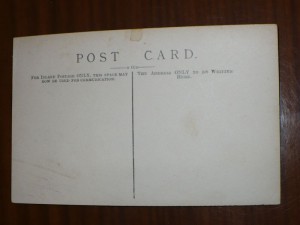 POST CARD.
FOR INLAND POSTAGE ONLY, THIS SPACE MAY
NOW BE USED FOR COMMUNICATION.
THE ADDRESS ONLY TO BE WRITTEN
HERE.